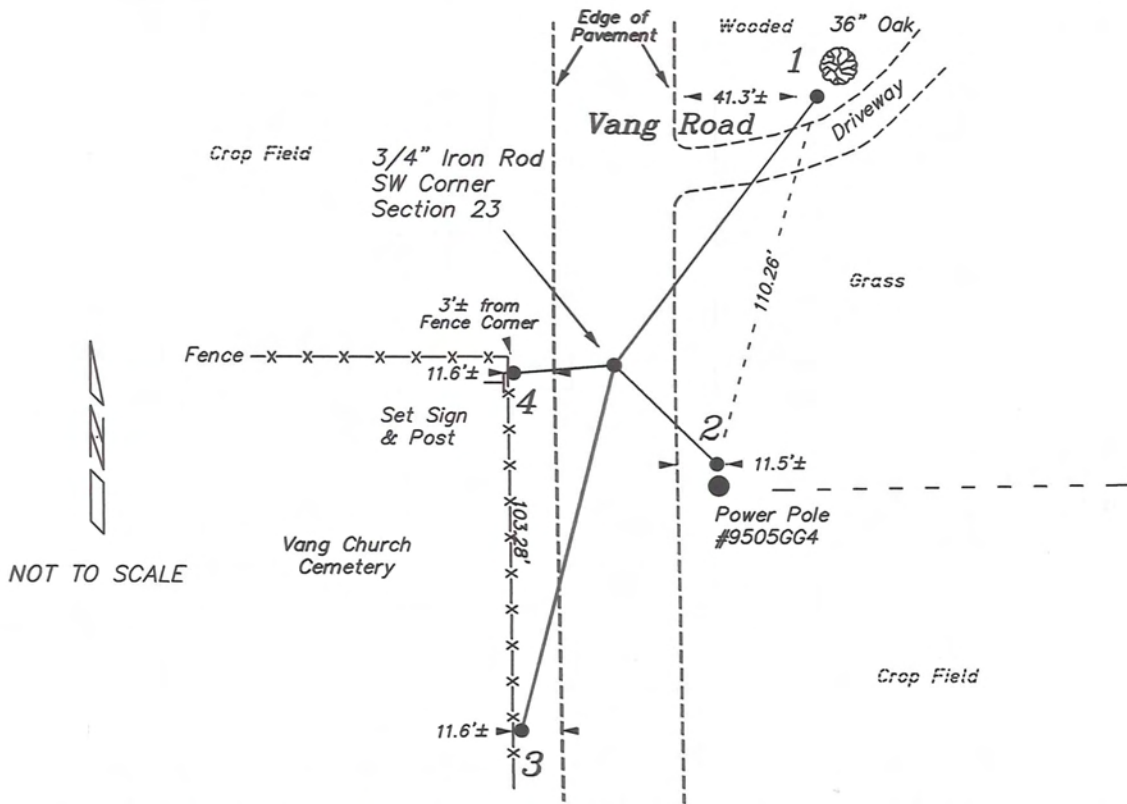 Edge of
Pavement
Wooded
36" Oak
1
41.3'±
Driveway
Vang Road
Crop Field
3/4" Iron Rod
SW Corner
Section 23
110.26'
Grass
3'± from
Fence Corner
Fence
11.6'±
4
Set Sign
& Post
2
11.5'±
Power Pole
#9505GG4
N
103.28'
Vang Church
Cemetery
NOT TO SCALE
Crop Field
11.6'±
3